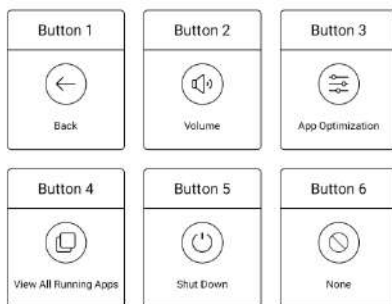 Button 1
Button 2
Button 3
Back
Volume
App Optimization
Button 4
Button 5
Button 6
View All Running Apps
Shut Down
None